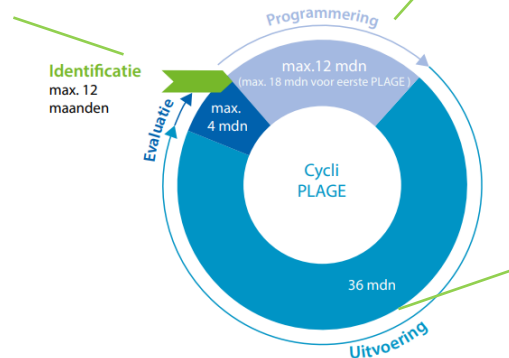 Programmering
Identificatie
max. 12
maanden
max.12 mdn
(max. 18 mdn voor eerste PLAGE )
max.
4 mdn
Evaluatie
Cycli
PLAGE
36 mdn
Uitvoering